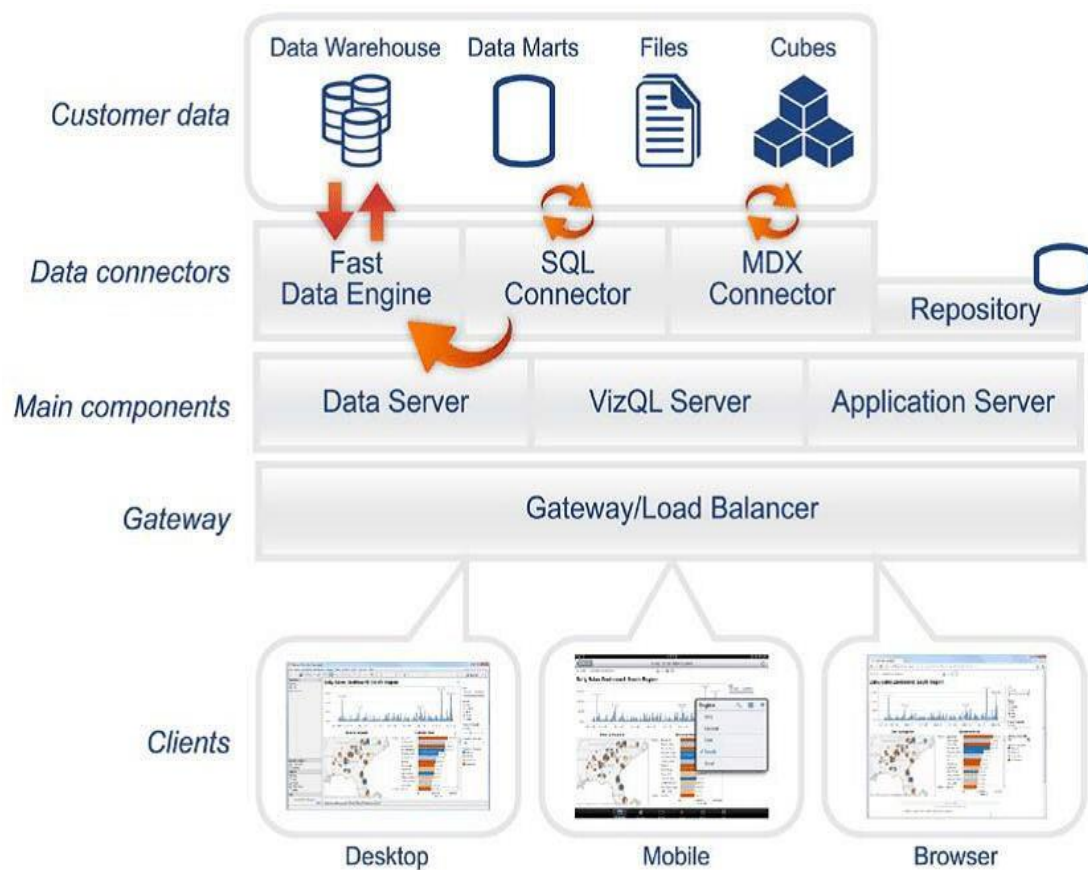 Data Warehouse
Data Marts
Files
Cubes
Customer data
Data connectors
Fast
Data Engine
SQL
Connector
MDX
Connector
Repository
Main components
Data Server
VizQL Server
Application Server
Gateway
Gateway/Load Balancer
Clients
Desktop
Mobile
Browser